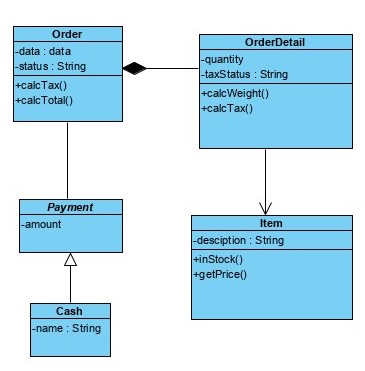 Order
-data : data
-status : String
+calcTax()
+calcTotal()
OrderDetail
-quantity
-taxStatus : String
+calcWeight()
+calcTax()
Payment
-amount
Item
-desciption : String
+inStock()
+getPrice()
Cash
-name : String